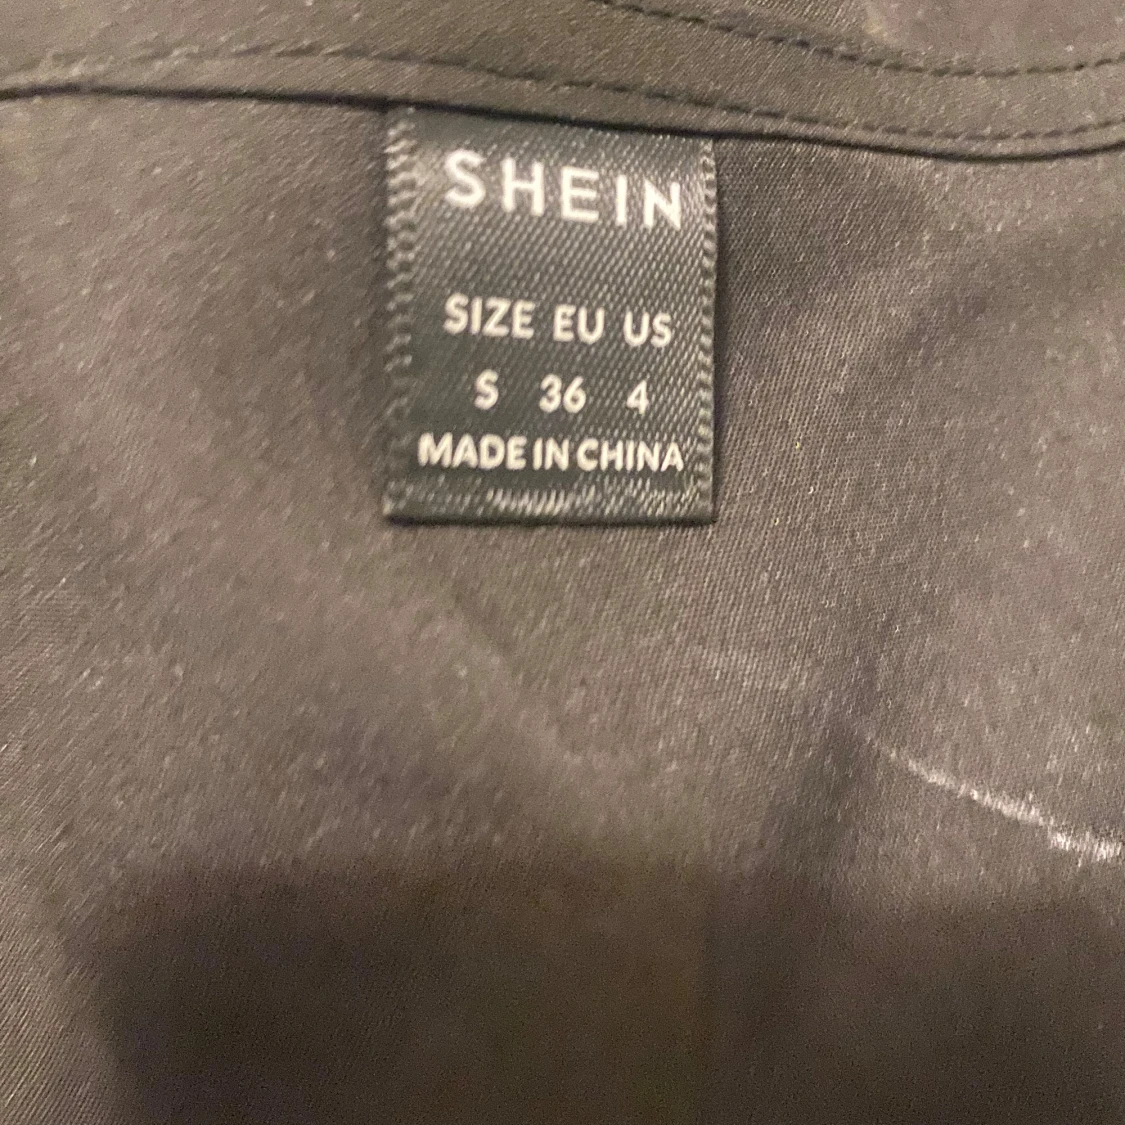 SHEIN
SIZE EU US
S 36 4
MADE IN CHINA